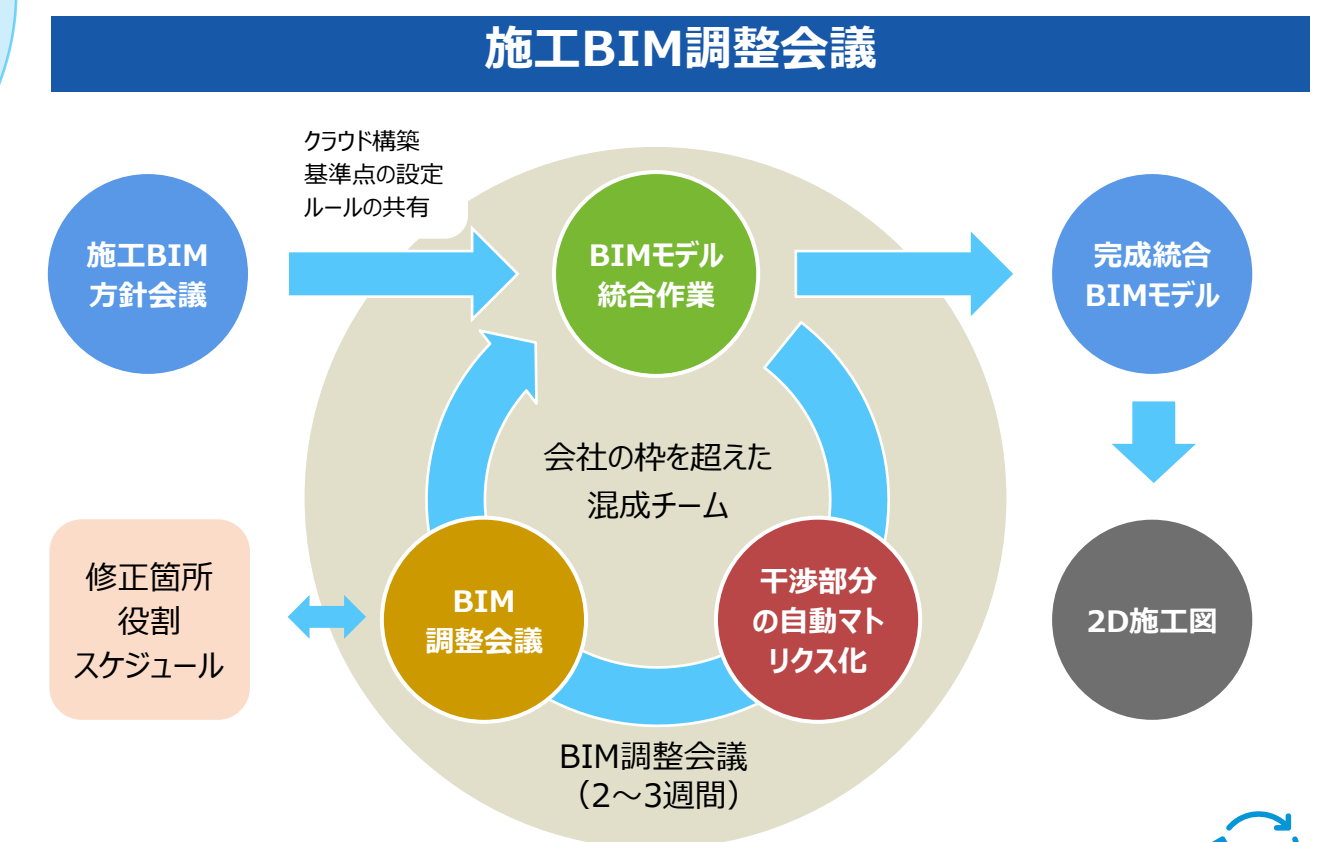 施工BIM調整会議
クラウド構築
基準点の設定
ルールの共有
施工BIM
方針会議
BIMモデル
統合作業
完成統合
BIMモデル
会社の枠を超えた
混成チーム
修正箇所
役割
スケジュール
BIM
調整会議
干渉部分
の自動マト
リクス化
2D施工図
BIM調整会議
（2～3週間）